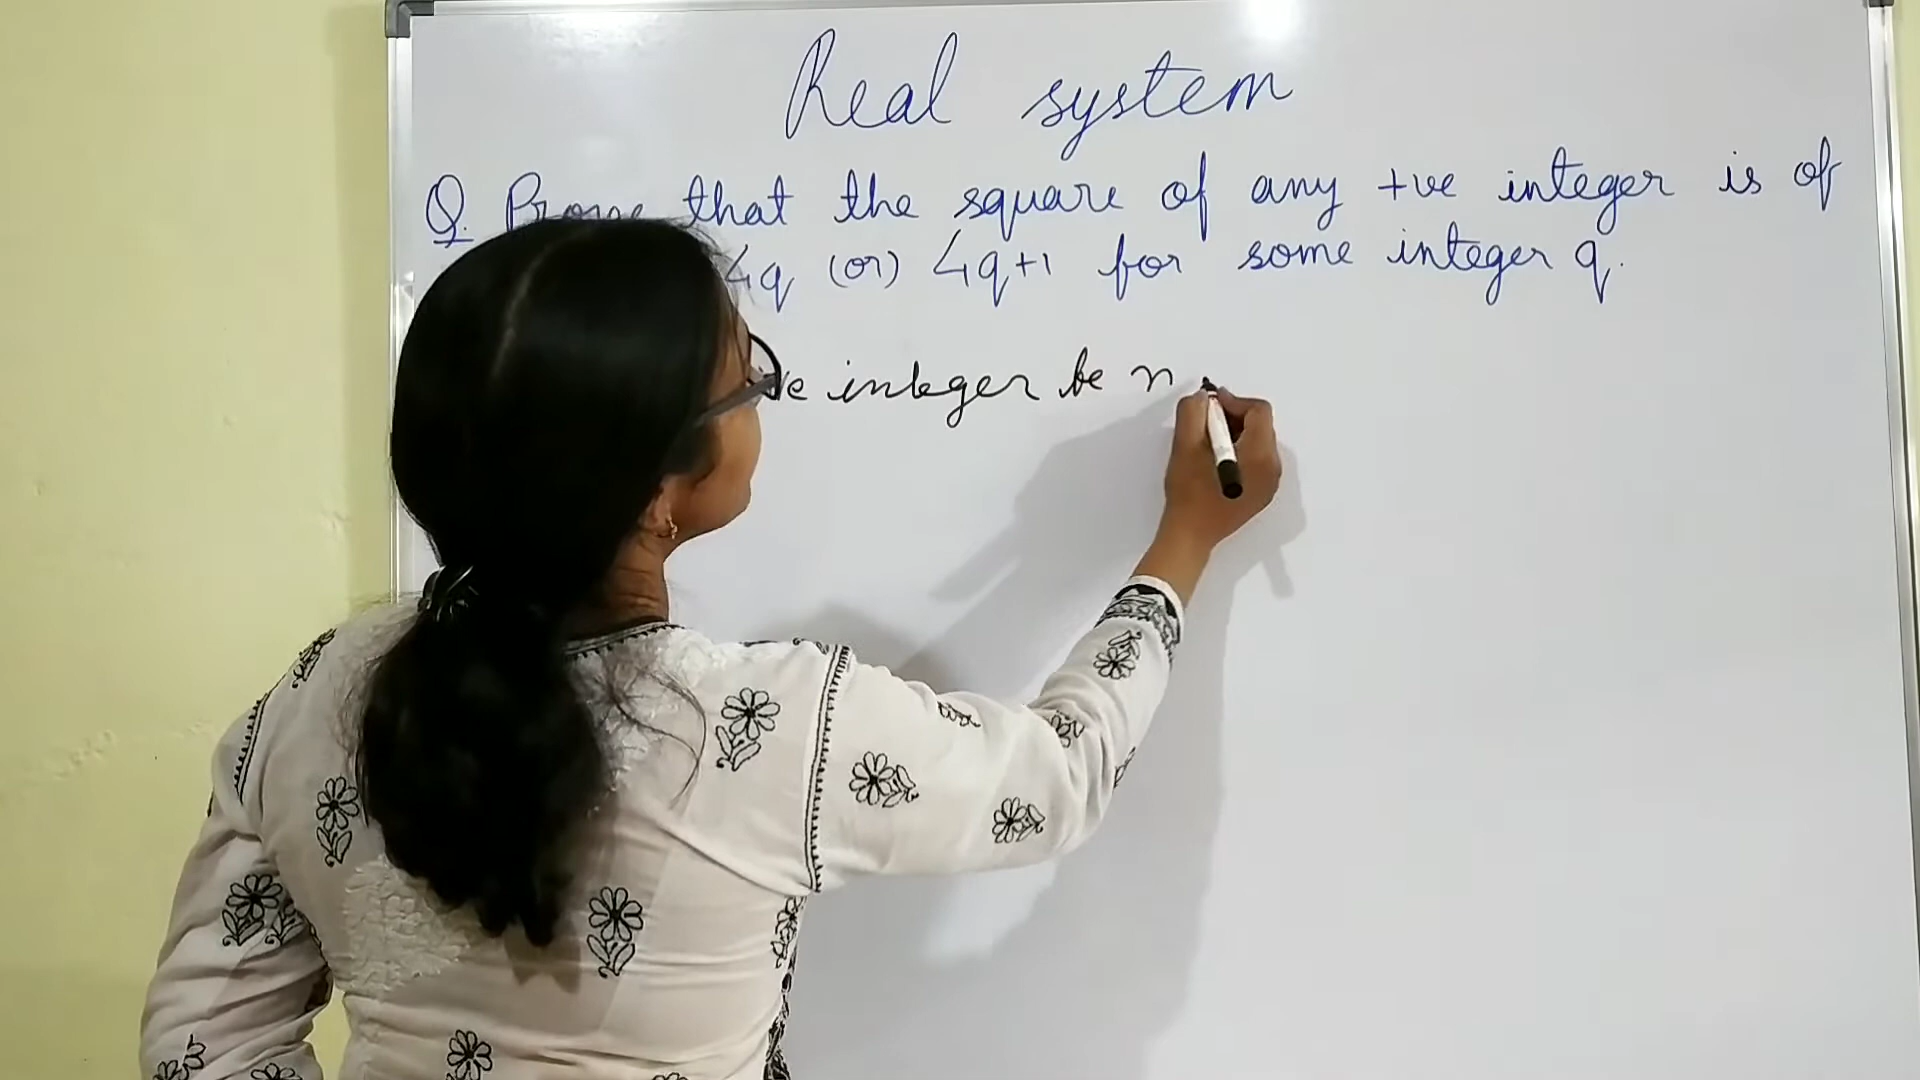 Real system
Q. Prove that the square of any +ve integer is of
4q (or) 4q+1 for some integer q.
ve integer be n